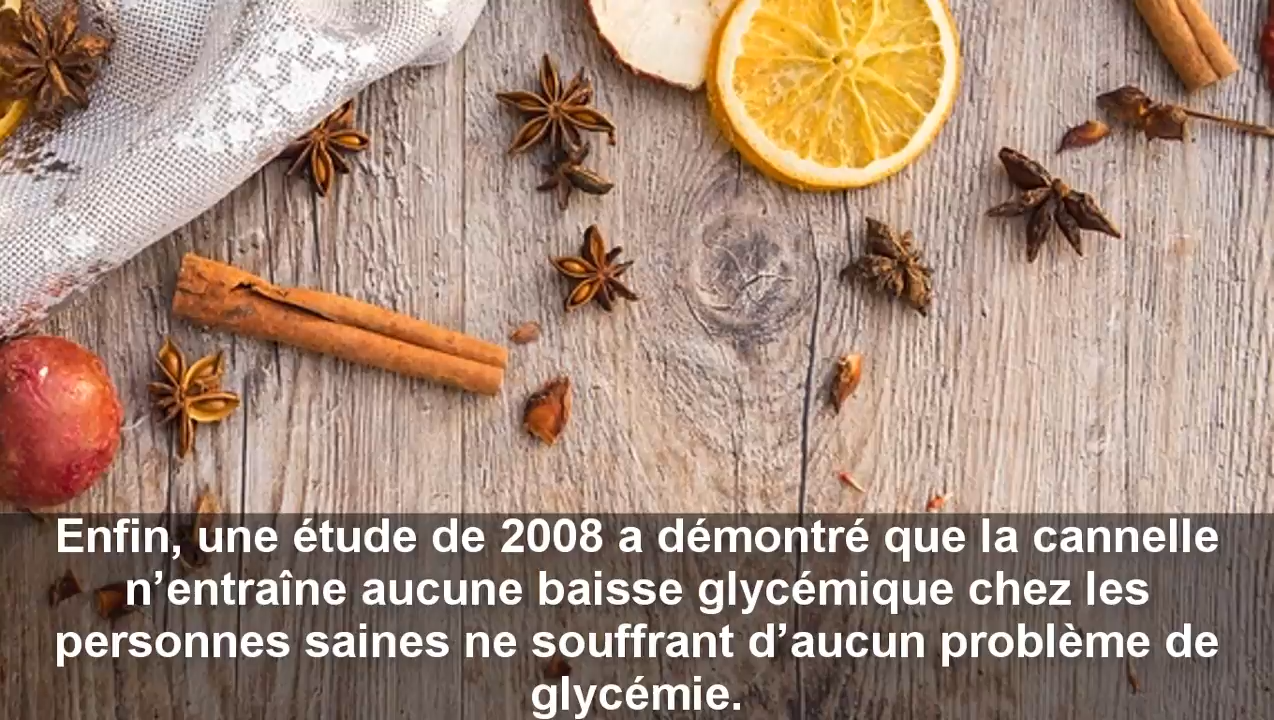 Enfin, une étude de 2008 a démontré que la cannelle
n’entraîne aucune baisse glycémique chez les
personnes saines ne souffrant d’aucun problème de
glycémie.